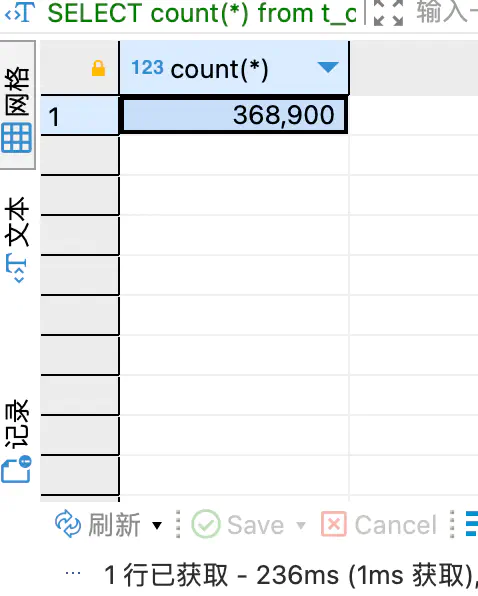 SELECT count(*) from t_c
输入一
网格
123 count(*)
1
368,900
文本
记录
刷新
Save
Cancel
1 行已获取 - 236ms (1ms 获取),